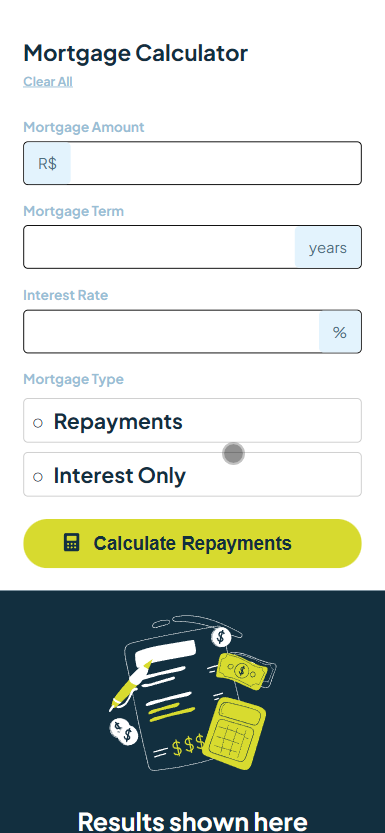 Mortgage Calculator
Clear All
Mortgage Amount
R$
Mortgage Term
years
Interest Rate
%
Mortgage Type
Repayments
Interest Only
Calculate Repayments
$
$
$
$
$$$
Results shown here